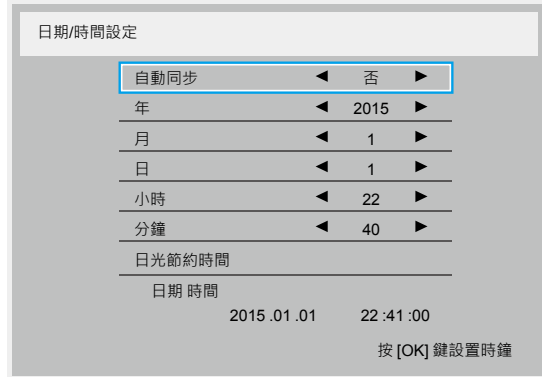 日期/時間設定
自動同步 ◀ 否 ▶
年 ◀ 2015 ▶
月 ◀ 1 ▶
日 ◀ 1 ▶
小時 ◀ 22 ▶
分鐘 ◀ 40 ▶
日光節約時間
日期 時間
2015 .01 .01 22 :41 :00
按 [OK] 鍵設置時鐘